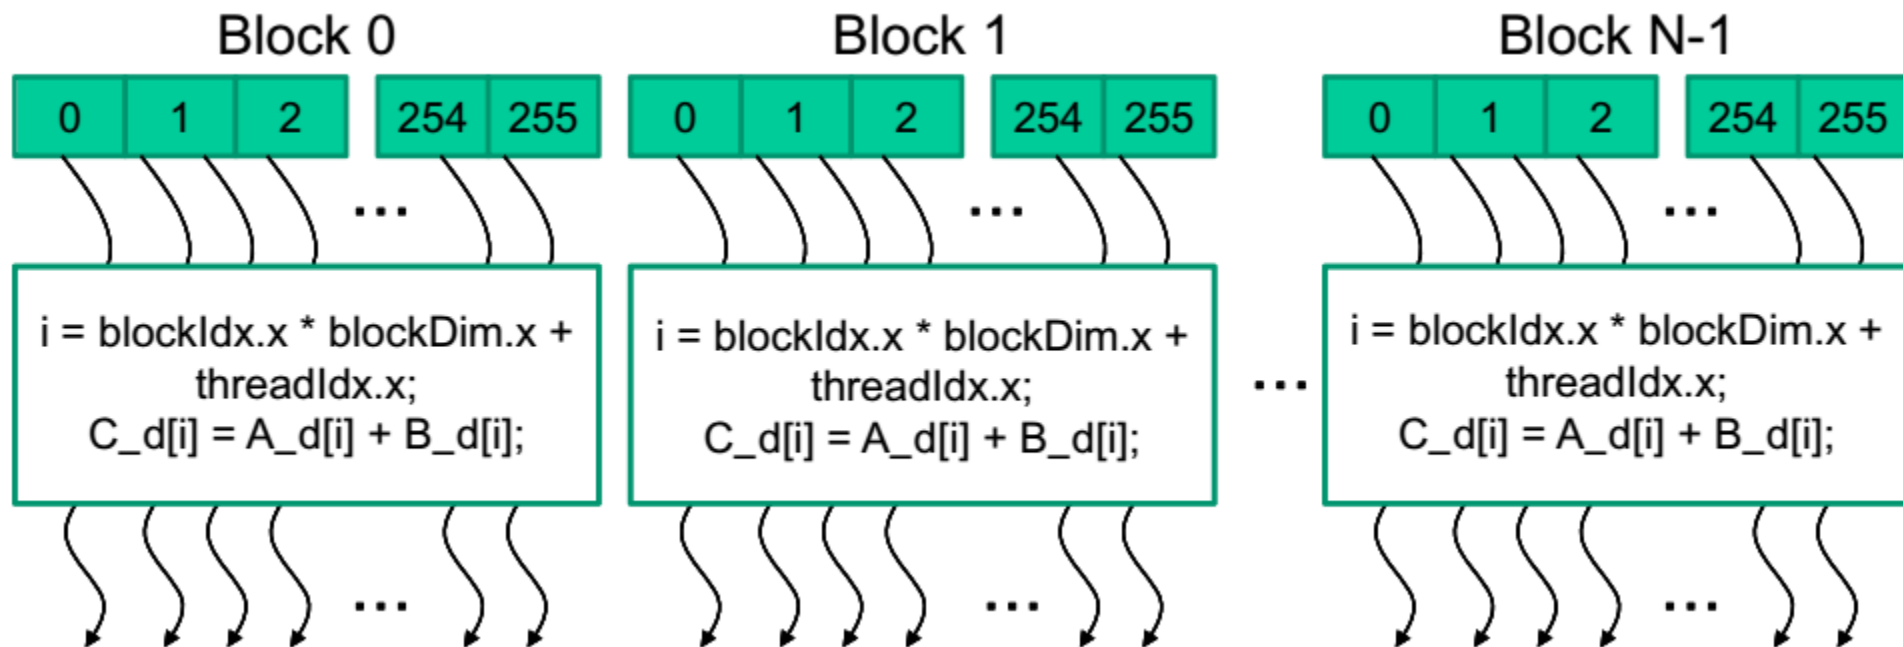 Block 0
Block 1
Block N-1
0 1 2 254 255
0 1 2 254 255
0 1 2 254 255
...
...
...
i = blockIdx.x * blockDim.x +
threadIdx.x;
C_d[i] = A_d[i] + B_d[i];
i = blockIdx.x * blockDim.x +
threadIdx.x;
C_d[i] = A_d[i] + B_d[i];
...
i = blockIdx.x * blockDim.x +
threadIdx.x;
C_d[i] = A_d[i] + B_d[i];
...
...
...